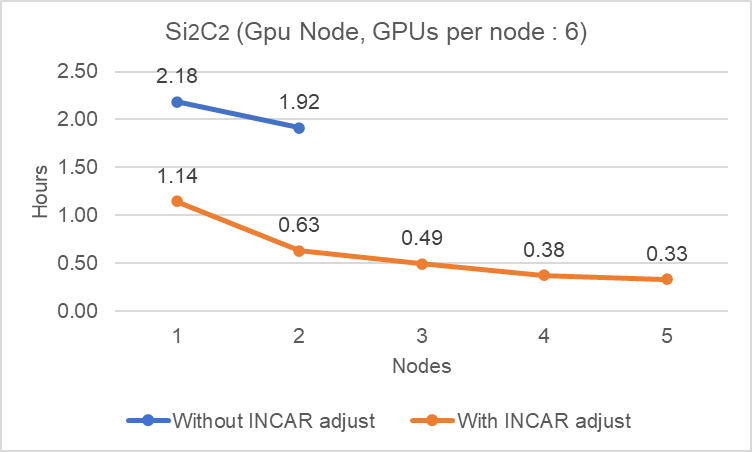 Si2C2 (Gpu Node, GPUs per node : 6)
2.50
2.00
1.50
1.00
0.50
0.00
Hours
2.18
1.92
1.14
0.63
0.49
0.38
0.33
1 2 3 4 5
Nodes
Without INCAR adjust With INCAR adjust